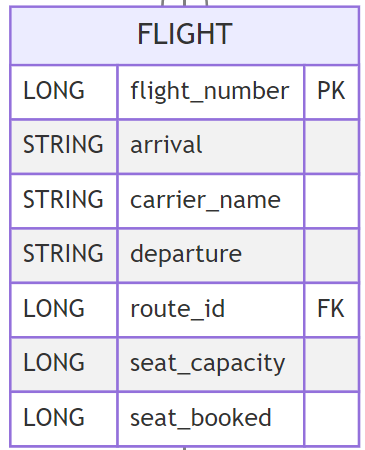 FLIGHT
LONG flight_number PK
STRING arrival
STRING carrier_name
STRING departure
LONG route_id FK
LONG seat_capacity
LONG seat_booked